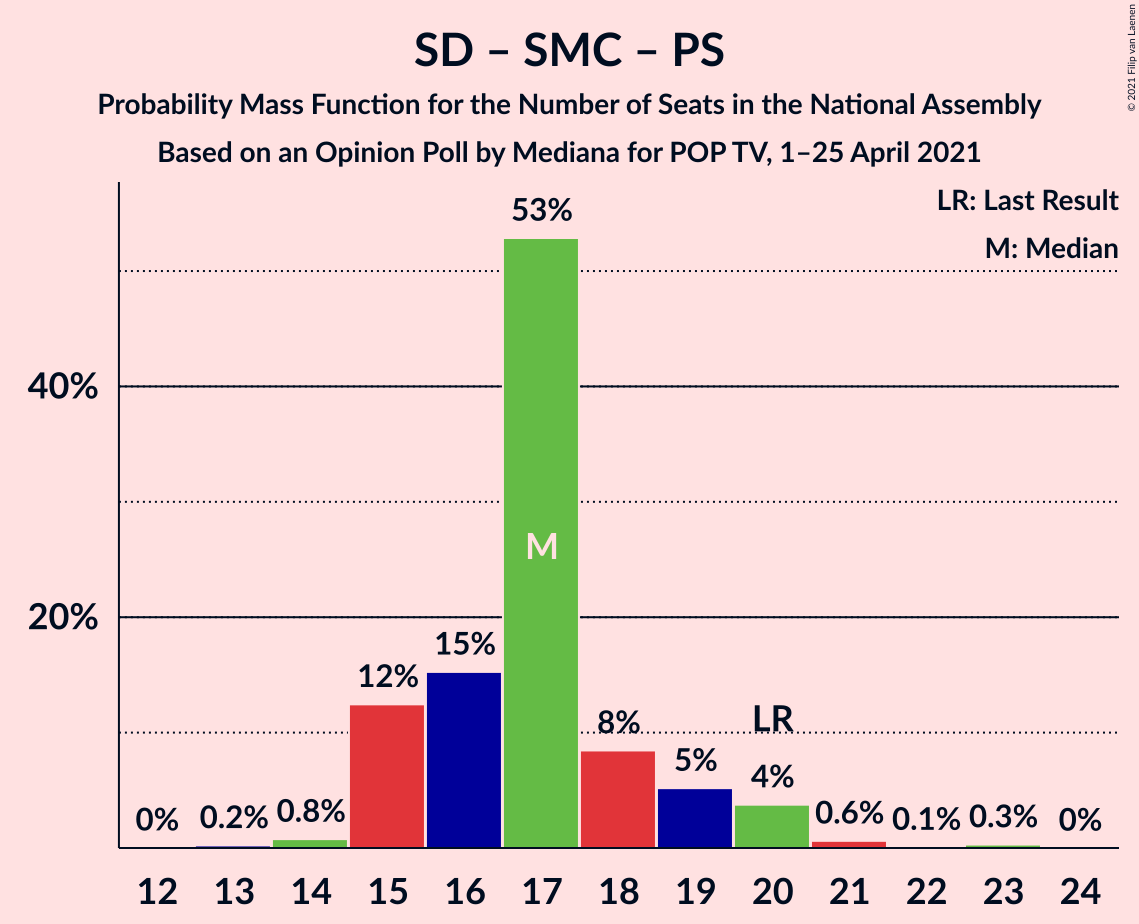 SD – SMC – PS
Probability Mass Function for the Number of Seats in the National Assembly
Based on an Opinion Poll by Mediana for POP TV, 1–25 April 2021
© 2021 Filip van Laenen
LR: Last Result
M: Median
53%
40%
M
20%
15%
12%
LR
8%
5%
4%
0% 0.2% 0.8% 0.6% 0.1% 0.3% 0%
12 13 14 15 16 17 18 19 20 21 22 23 24